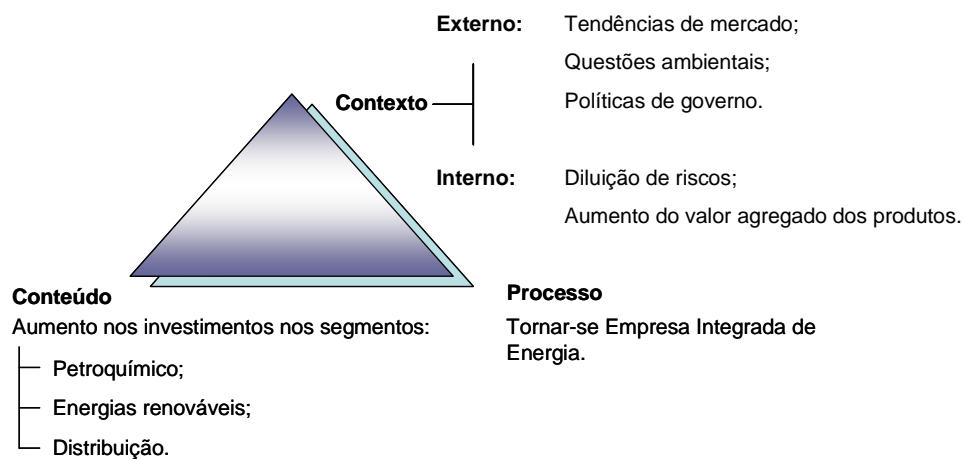 Externo: Tendências de mercado;
Questões ambientais;
Políticas de governo.
Contexto
Interno: Diluição de riscos;
Aumento do valor agregado dos produtos.
Conteúdo
Aumento nos investimentos nos segmentos:
Petroquímico;
Energias renováveis;
Distribuição.
Processo
Tornar-se Empresa Integrada de
Energia.